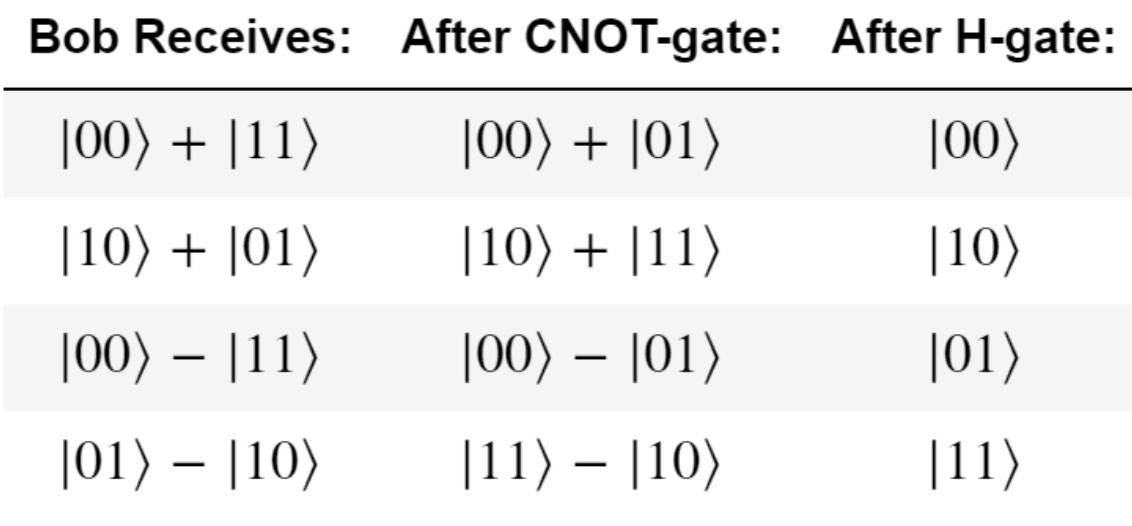 Bob Receives: After CNOT-gate: After H-gate:
|00⟩ + |11⟩ |00⟩ + |01⟩ |00⟩
|10⟩ + |01⟩ |10⟩ + |11⟩ |10⟩
|00⟩ − |11⟩ |00⟩ − |01⟩ |01⟩
|01⟩ − |10⟩ |11⟩ − |10⟩ |11⟩